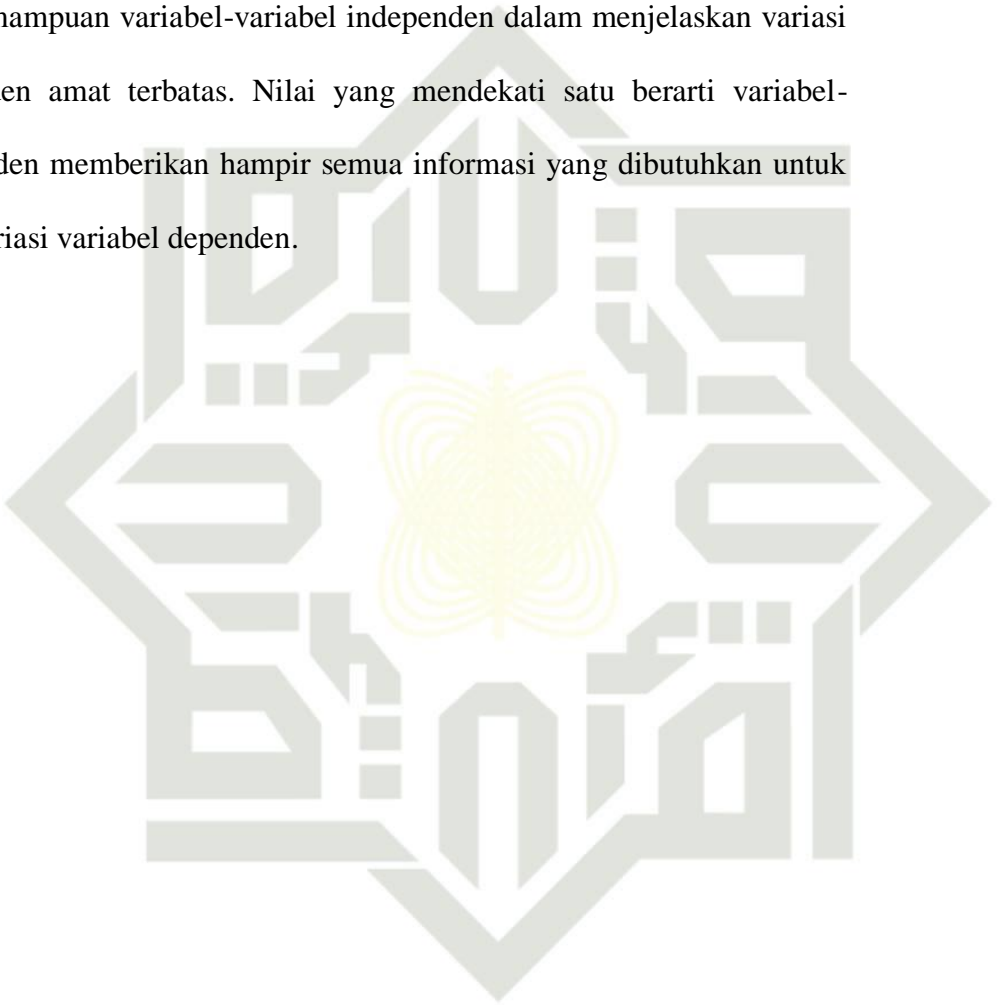 mampuan variabel-variabel independen dalam menjelaskan variasi
en amat terbatas. Nilai yang mendekati satu berarti variabel-
den memberikan hampir semua informasi yang dibutuhkan untuk
riasi variabel dependen.